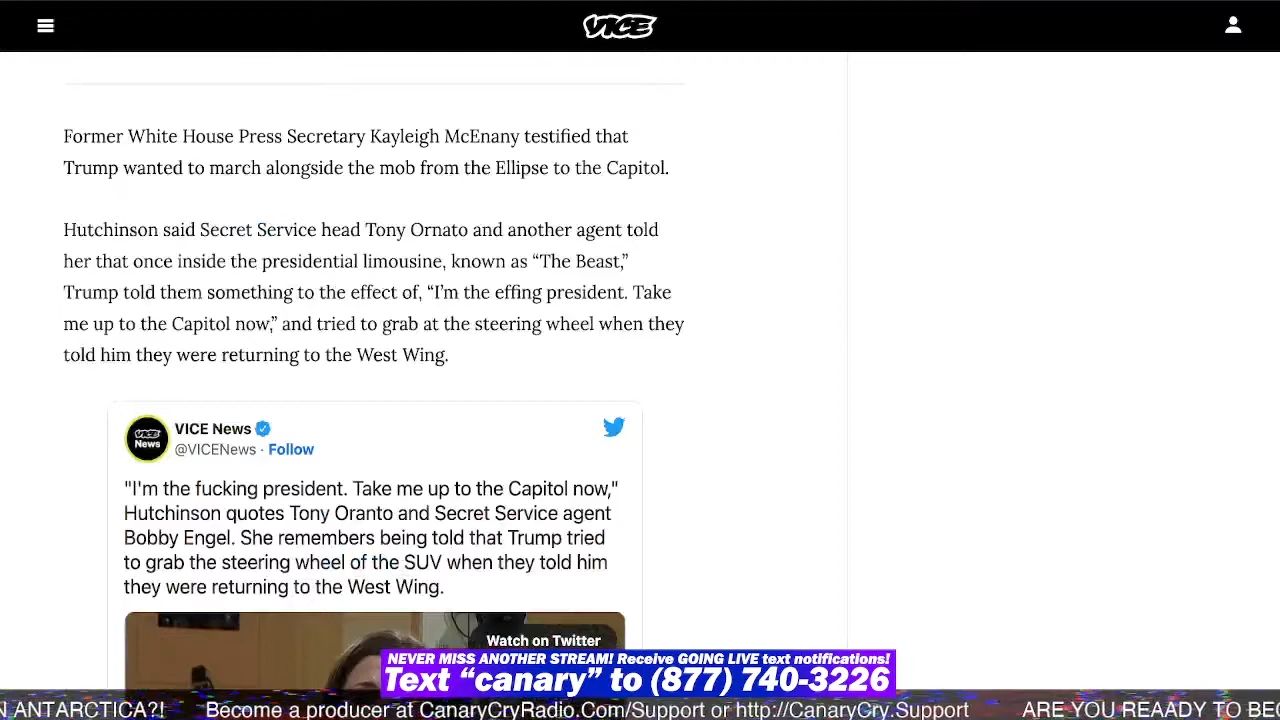 VICE
Former White House Press Secretary Kayleigh McEnany testified that
Trump wanted to march alongside the mob from the Ellipse to the Capitol.
Hutchinson said Secret Service head Tony Ornato and another agent told
her that once inside the presidential limousine, known as “The Beast,”
Trump told them something to the effect of, “I’m the effing president. Take
me up to the Capitol now,” and tried to grab at the steering wheel when they
told him they were returning to the West Wing.
VICE News
VICE News
@VICENews · Follow
"I'm the fucking president. Take me up to the Capitol now,"
Hutchinson quotes Tony Oranto and Secret Service agent
Bobby Engel. She remembers being told that Trump tried
to grab the steering wheel of the SUV when they told him
they were returning to the West Wing.
Watch on Twitter
NEVER MISS ANOTHER STREAM! Receive GOING LIVE text notifications!
Text “canary” to (877) 740-3226
N ANTARCTICA?! Become a producer at CanaryCryRadio.Com/Support or http://CanaryCry.Support ARE YOU REAADY TO BEC